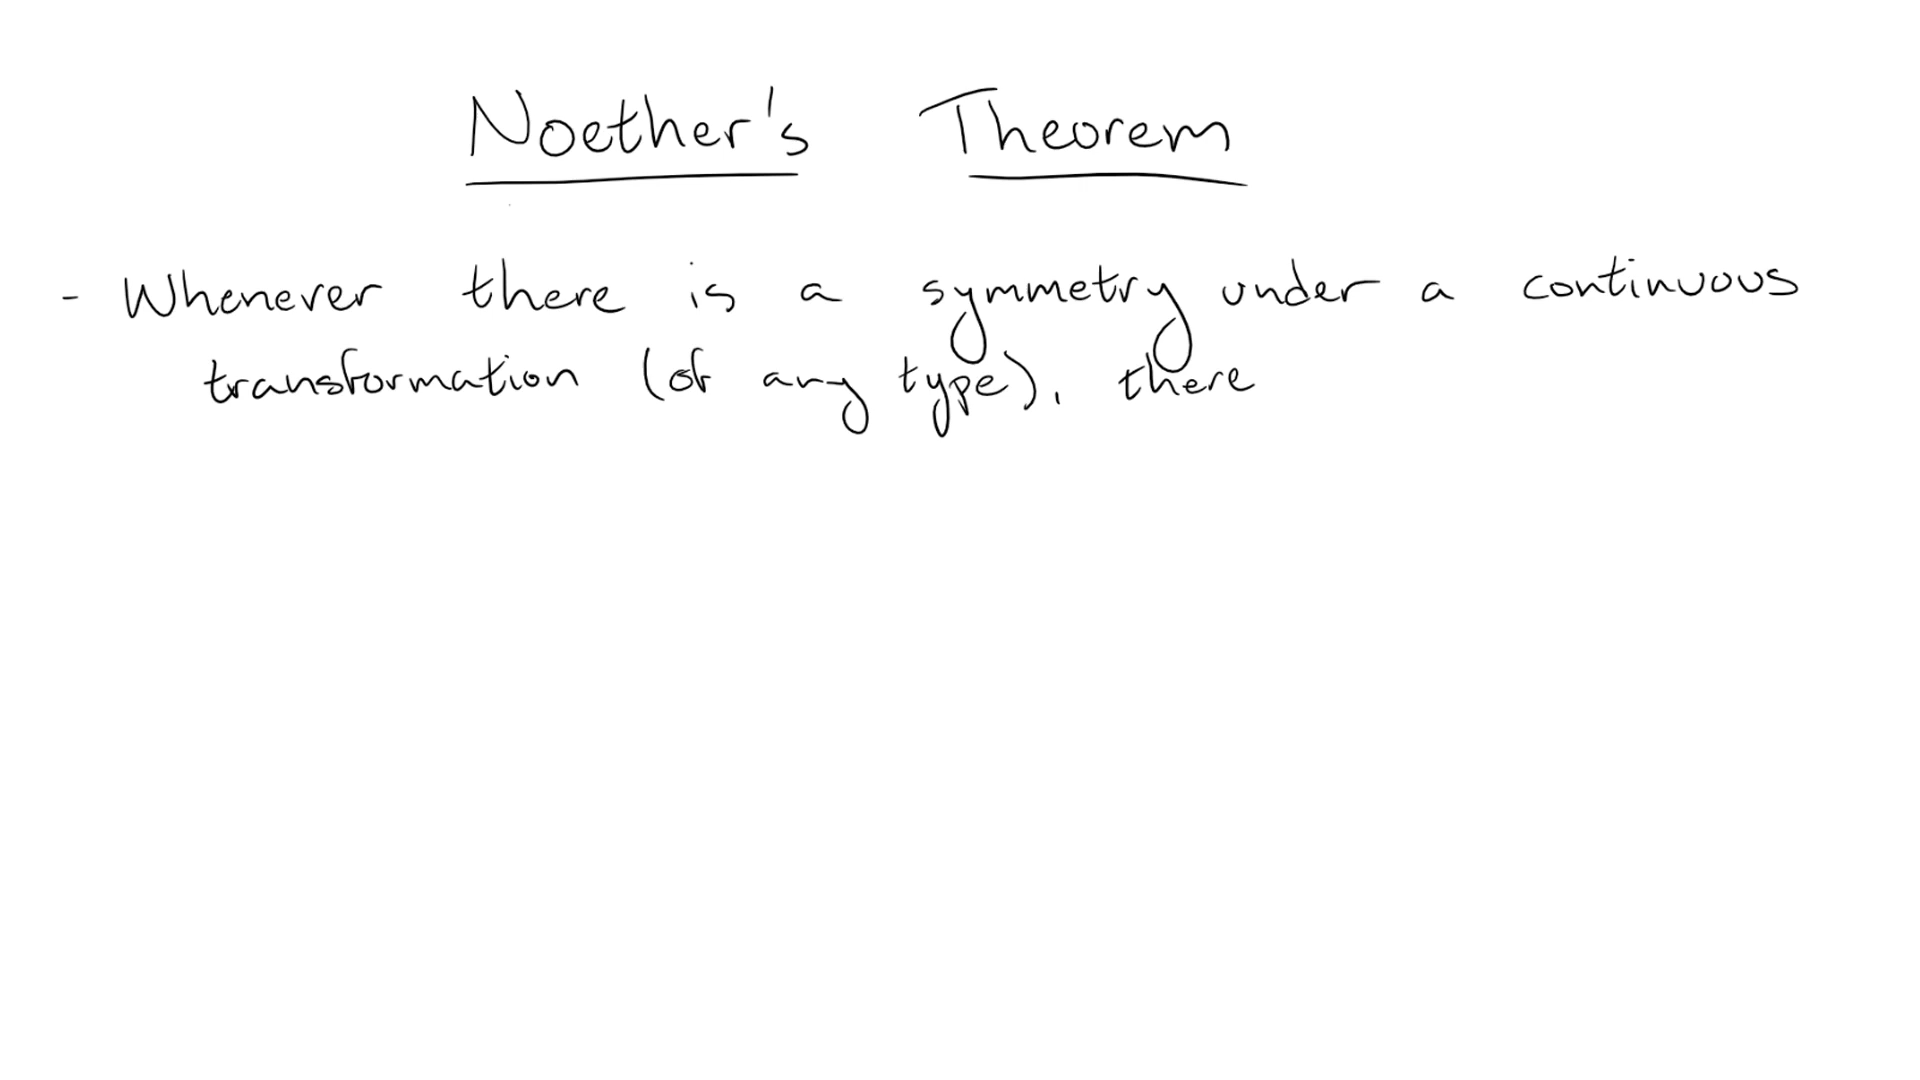 Noether's Theorem
- Whenever there is a symmetry under a continuous
transformation (of any type), there